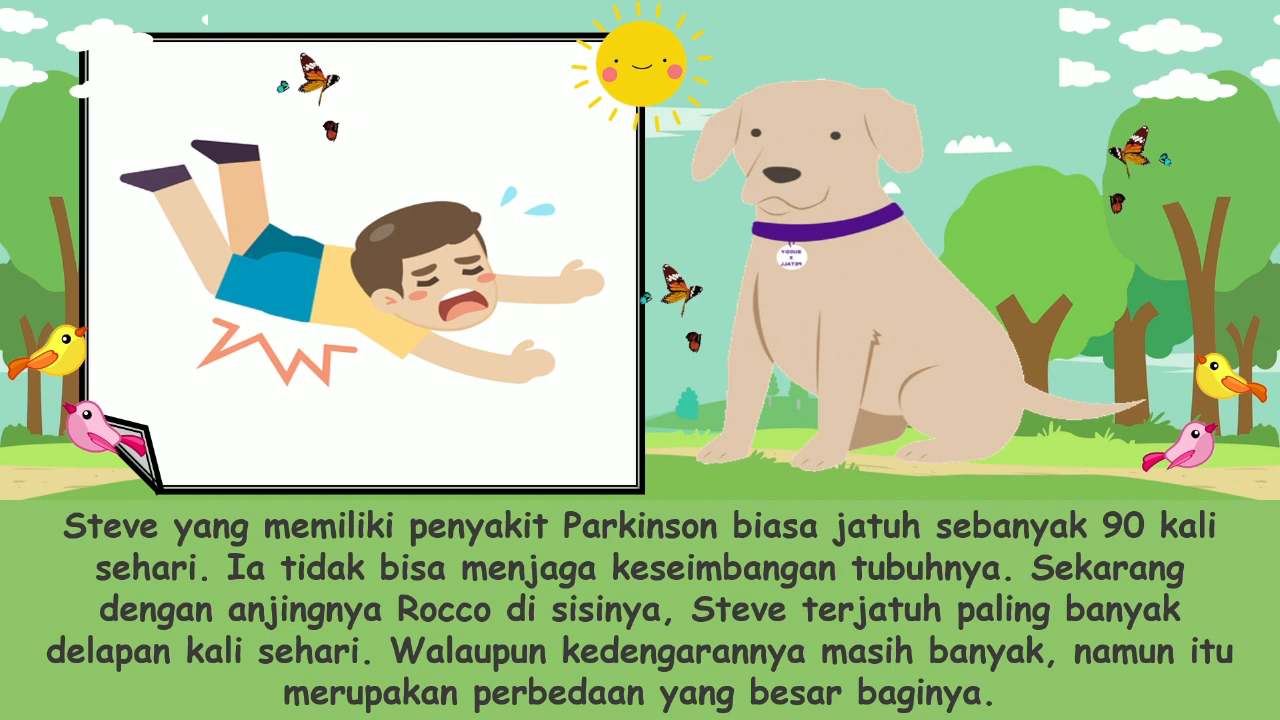 Steve yang memiliki penyakit Parkinson biasa jatuh sebanyak 90 kali
sehari. Ia tidak bisa menjaga keseimbangan tubuhnya. Sekarang
dengan anjingnya Rocco di sisinya, Steve terjatuh paling banyak
delapan kali sehari. Walaupun kedengarannya masih banyak, namun itu
merupakan perbedaan yang besar baginya.